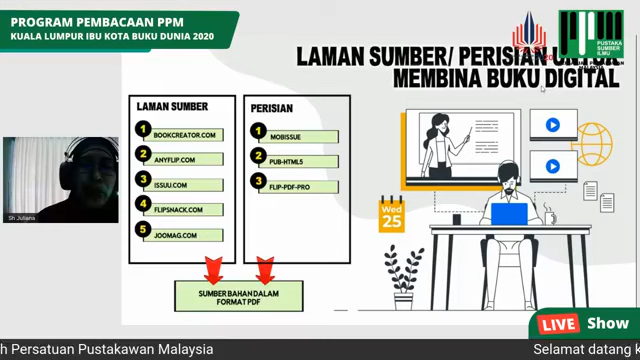 PROGRAM PEMBACAAN PPM
KUALA LUMPUR IBU KOTA BUKU DUNIA 2020
PUSTAKA
SUMBER
ILMU
LAMAN SUMBER/ PERISIAN UNTUK
MEMBINA BUKU DIGITAL
LAMAN SUMBER
1 BOOKCREATOR.COM
2 ANYFLIP.COM
3 ISSUU.COM
4 FLIPSNACK.COM
5 JOOMAG.COM
PERISIAN
1 MOBISSUE
2 PUB-HTML5
3 FLIP-PDF-PRO
SUMBER BAHAN DALAM
FORMAT PDF
Wed
25
Sh Juliana
LIVE Show
h Persatuan Pustakawan Malaysia
Selamat datang k